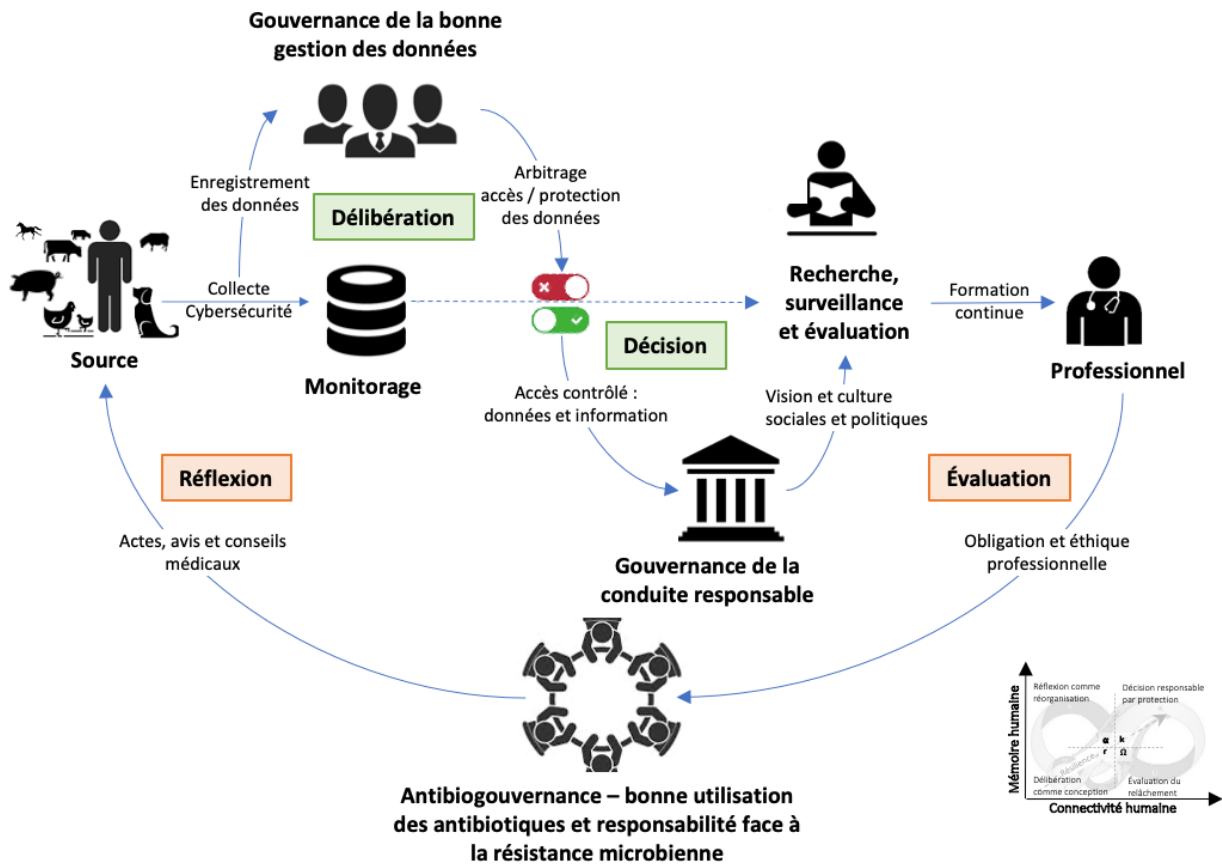 Gouvernance de la bonne
gestion des données
Enregistrement
des données
Délibération
Arbitrage
accès / protection
des données
Collecte
Cybersécurité
Source
Monitorage
Décision
Recherche,
surveillance
et évaluation
Formation
continue
Professionnel
Accès contrôlé :
données et information
Vision et culture
sociales et politiques
Réflexion
Évaluation
Actes, avis et conseils
médicaux
Gouvernance de la
conduite responsable
Obligation et éthique
professionnelle
Antibiogouvernance – bonne utilisation
des antibiotiques et responsabilité face à
la résistance microbienne
Mémoire humaine
Réflexion comme
réorganisation
Décision responsable
par protection
α k
r Ω
Résilience
Délibération
comme conception
Évaluation du
relâchement
Connectivité humaine